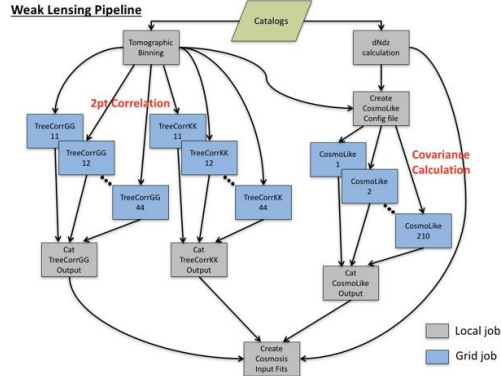 Weak Lensing Pipeline
Catalogs
Tomographic
Binning
dNdz
calculation
Create
CosmoLike
Config file
2pt Correlation
TreeCorrGG
11
TreeCorrGG
12
TreeCorrGG
44
TreeCorrKK
11
TreeCorrKK
12
TreeCorrKK
44
CosmoLike
1
CosmoLike
2
CosmoLike
210
Covariance
Calculation
Cat
TreeCorrGG
Output
Cat
TreeCorrKK
Output
Cat
CosmoLike
Output
Create
Cosmosis
Input Fits
Local job
Grid job